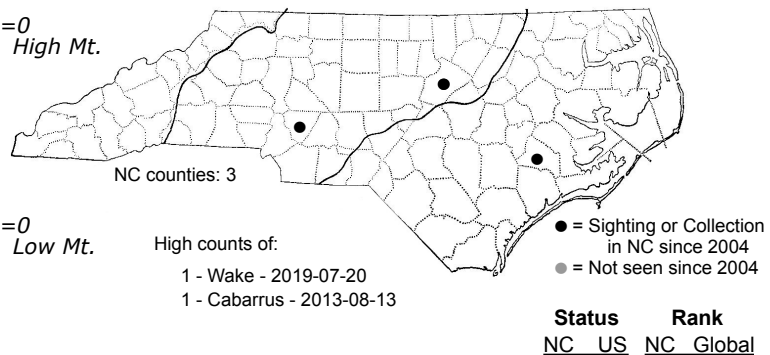 =0
High Mt.
NC counties: 3
=0
Low Mt.
High counts of:
1 - Wake - 2019-07-20
1 - Cabarrus - 2013-08-13
● = Sighting or Collection
in NC since 2004
● = Not seen since 2004
Status Rank
NC US NC Global